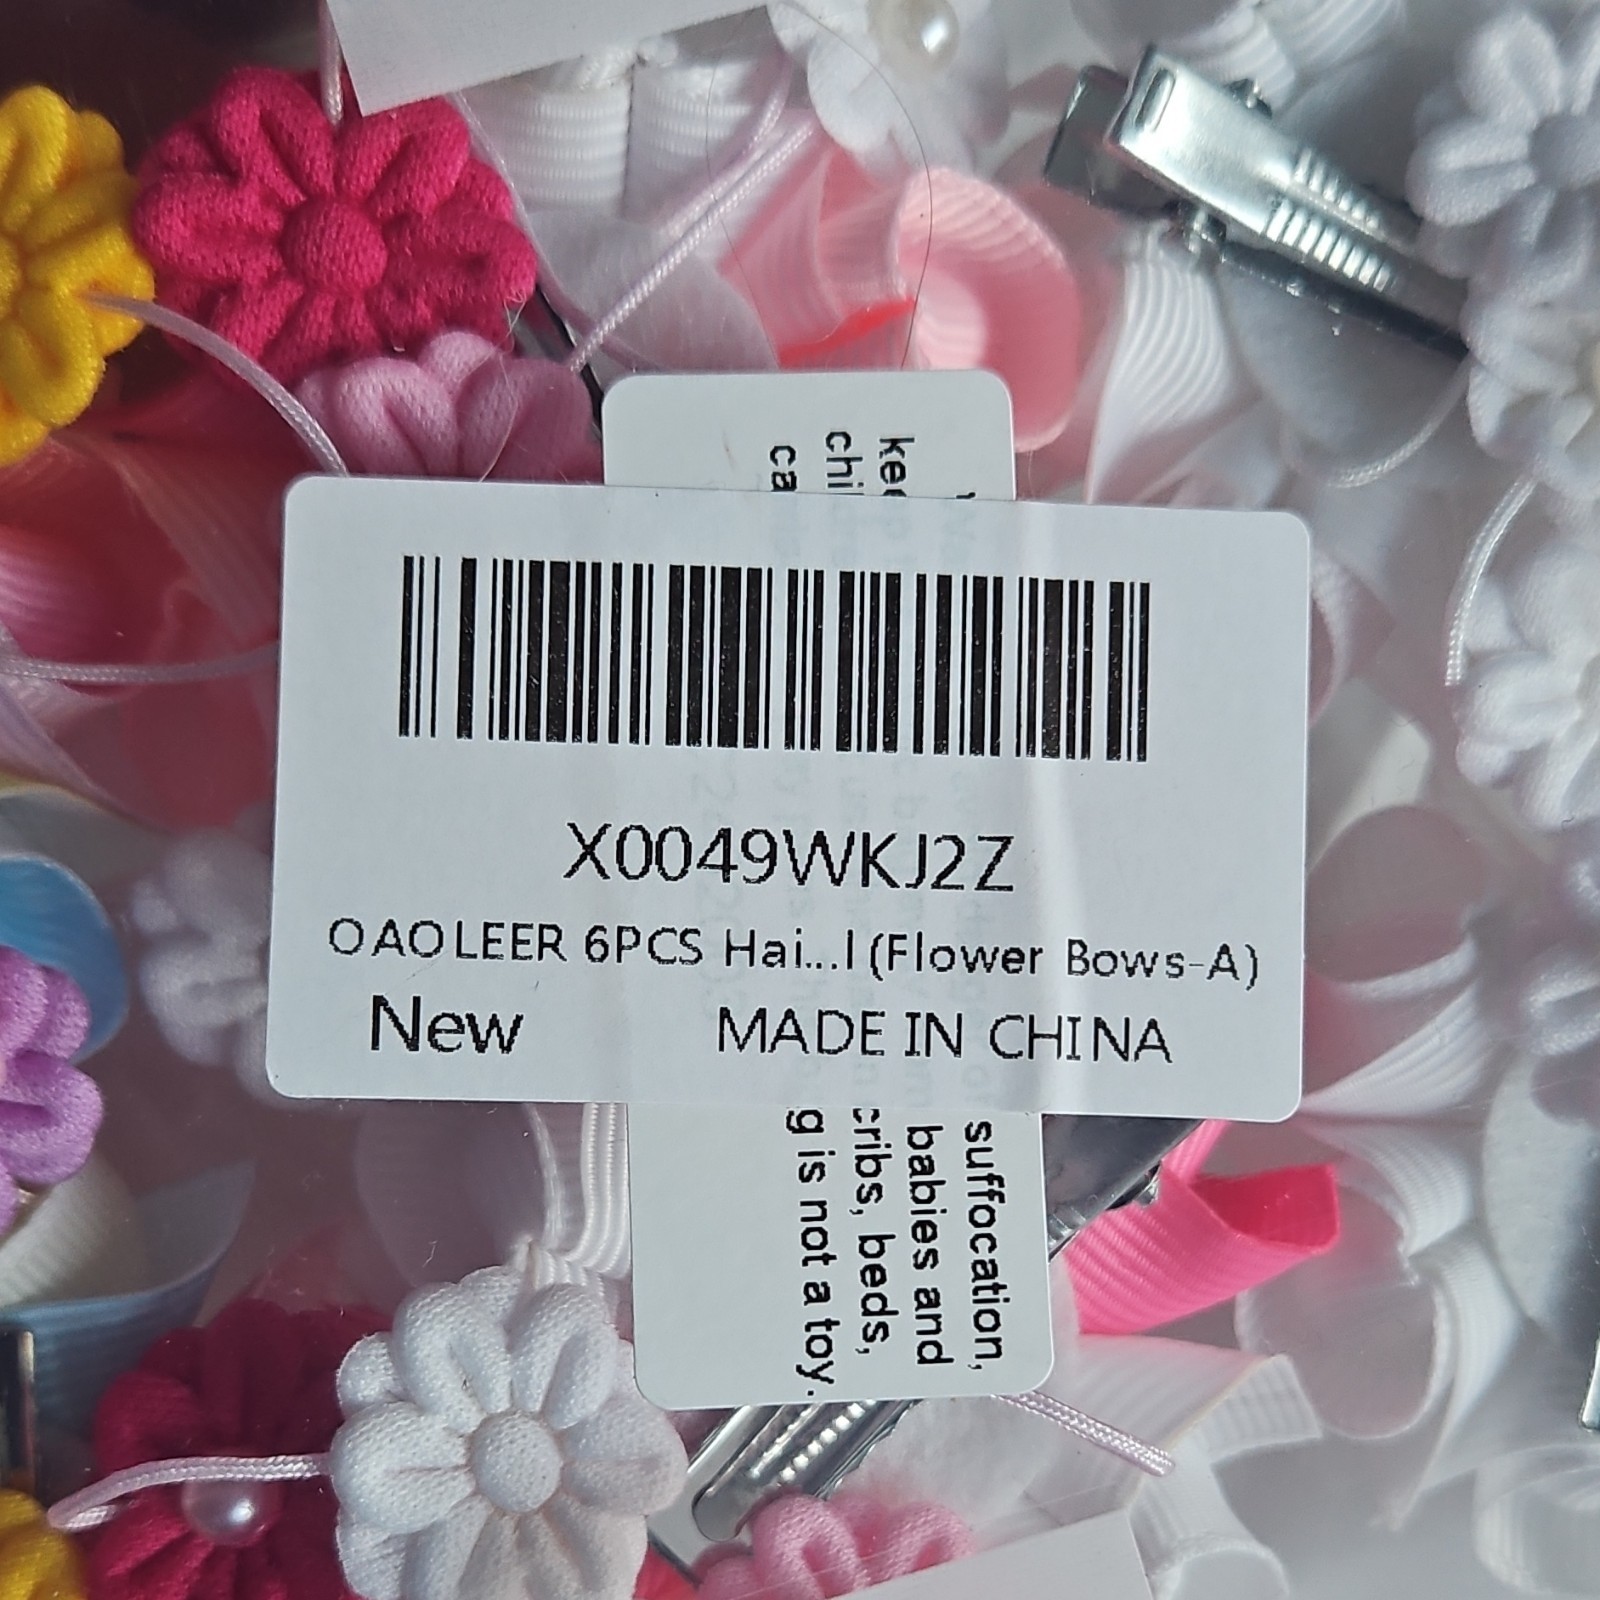 X0049WKJ2Z
OAOLEER 6PCS Hai...l (Flower Bows-A)
New MADE IN CHINA
suffocation,
babies and
cribs, beds,
g is not a toy.